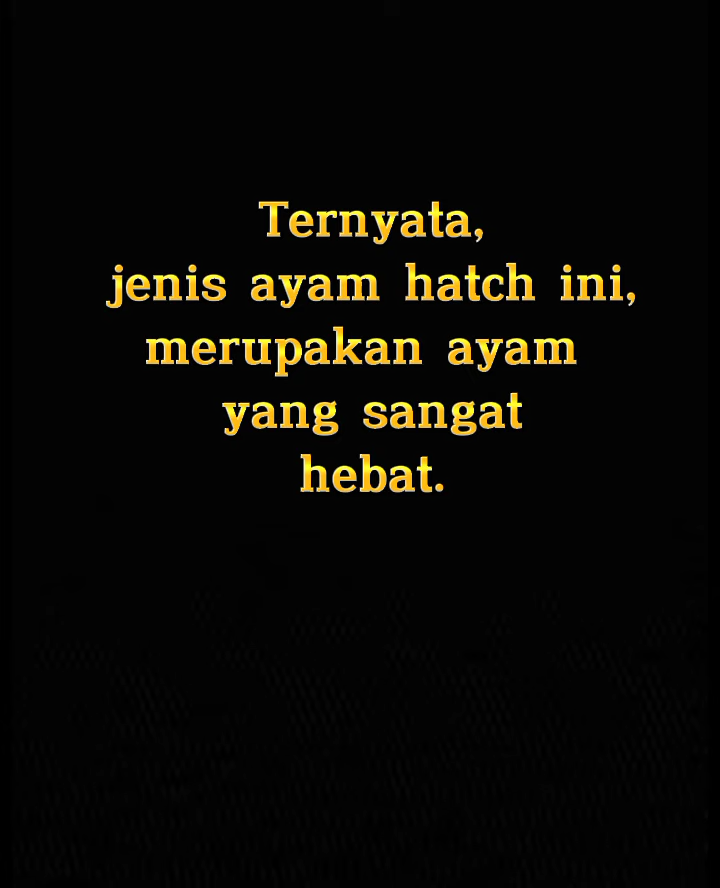 Ternyata,
jenis ayam hatch ini,
merupakan ayam
yang sangat
hebat.